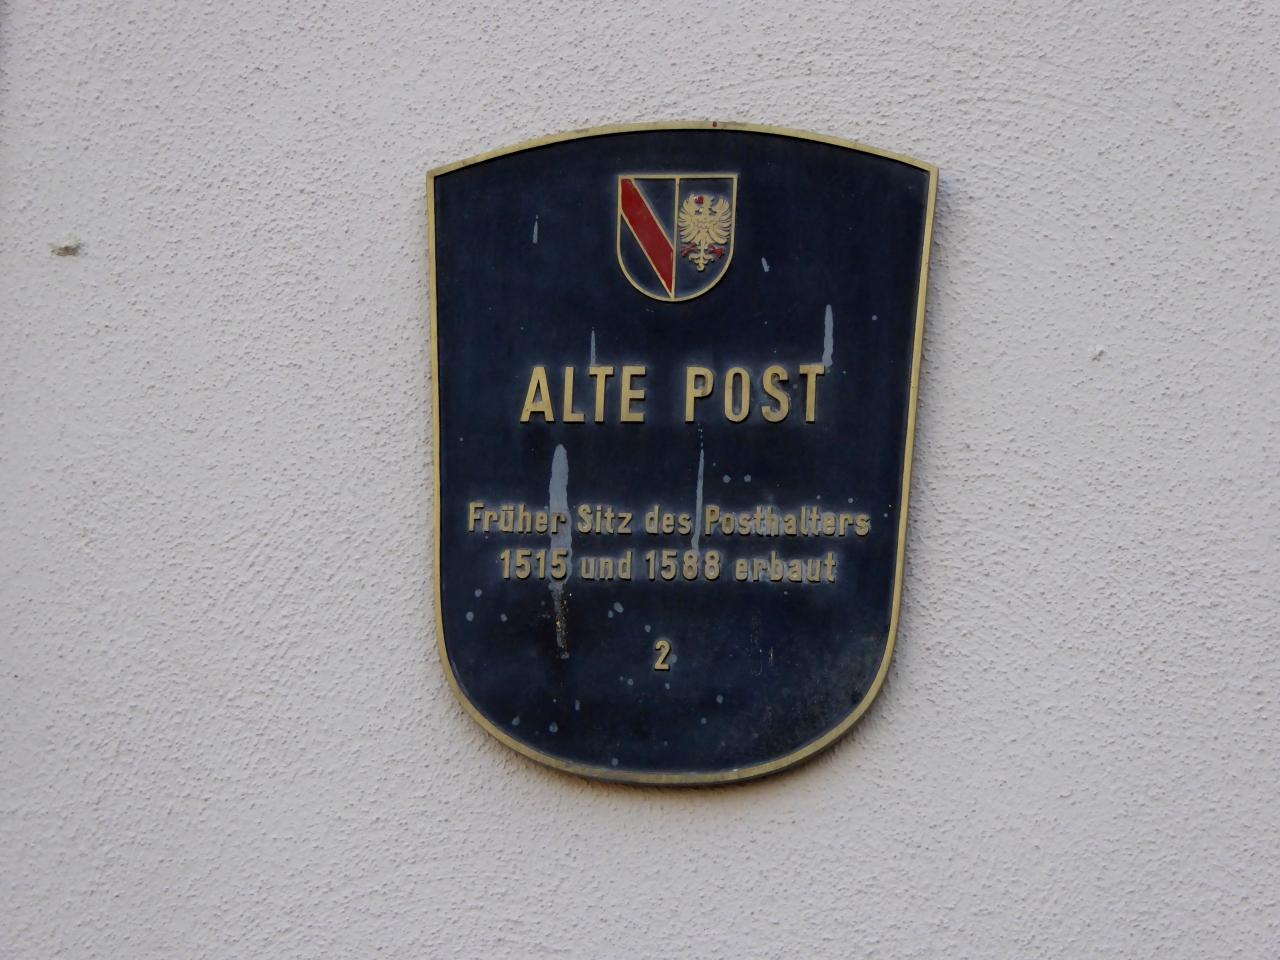 ALTE POST
Früher Sitz des Posthalters
1515 und 1588 erbaut
2